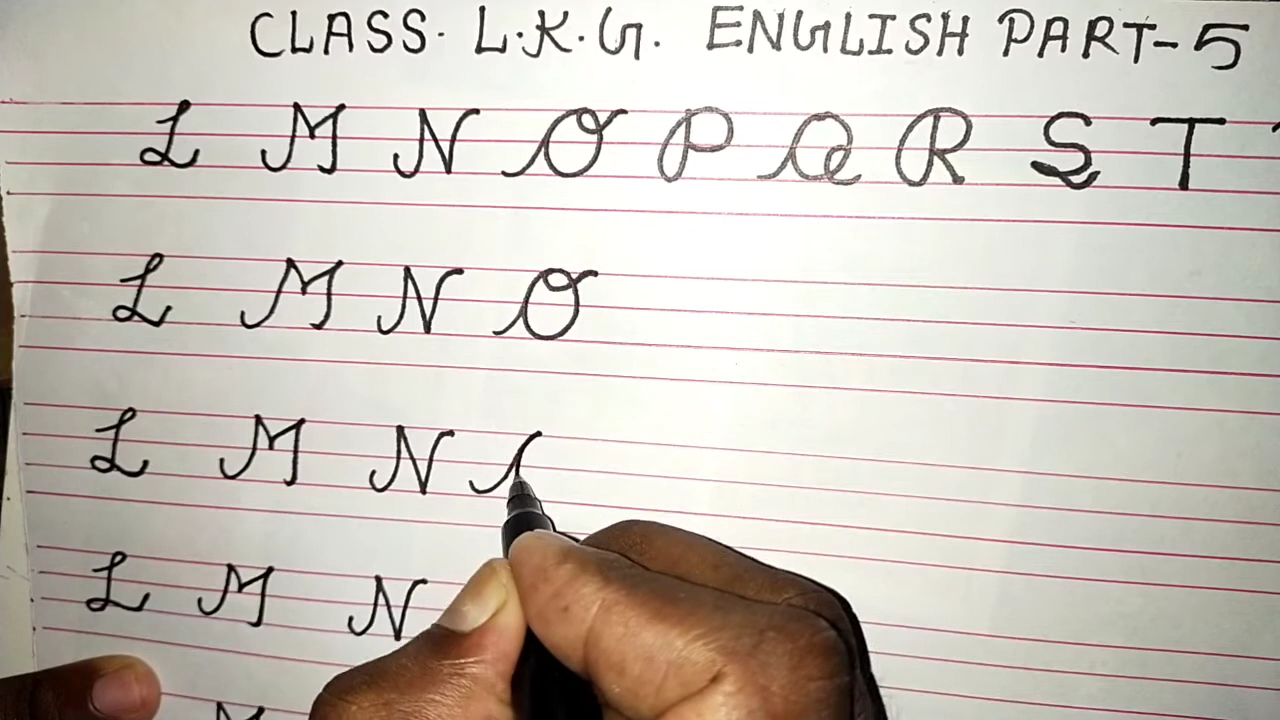 CLASS. L.K.G. ENGLISH PART-5
L M N O P Q R S T
L M N O
L M N
L M N
M